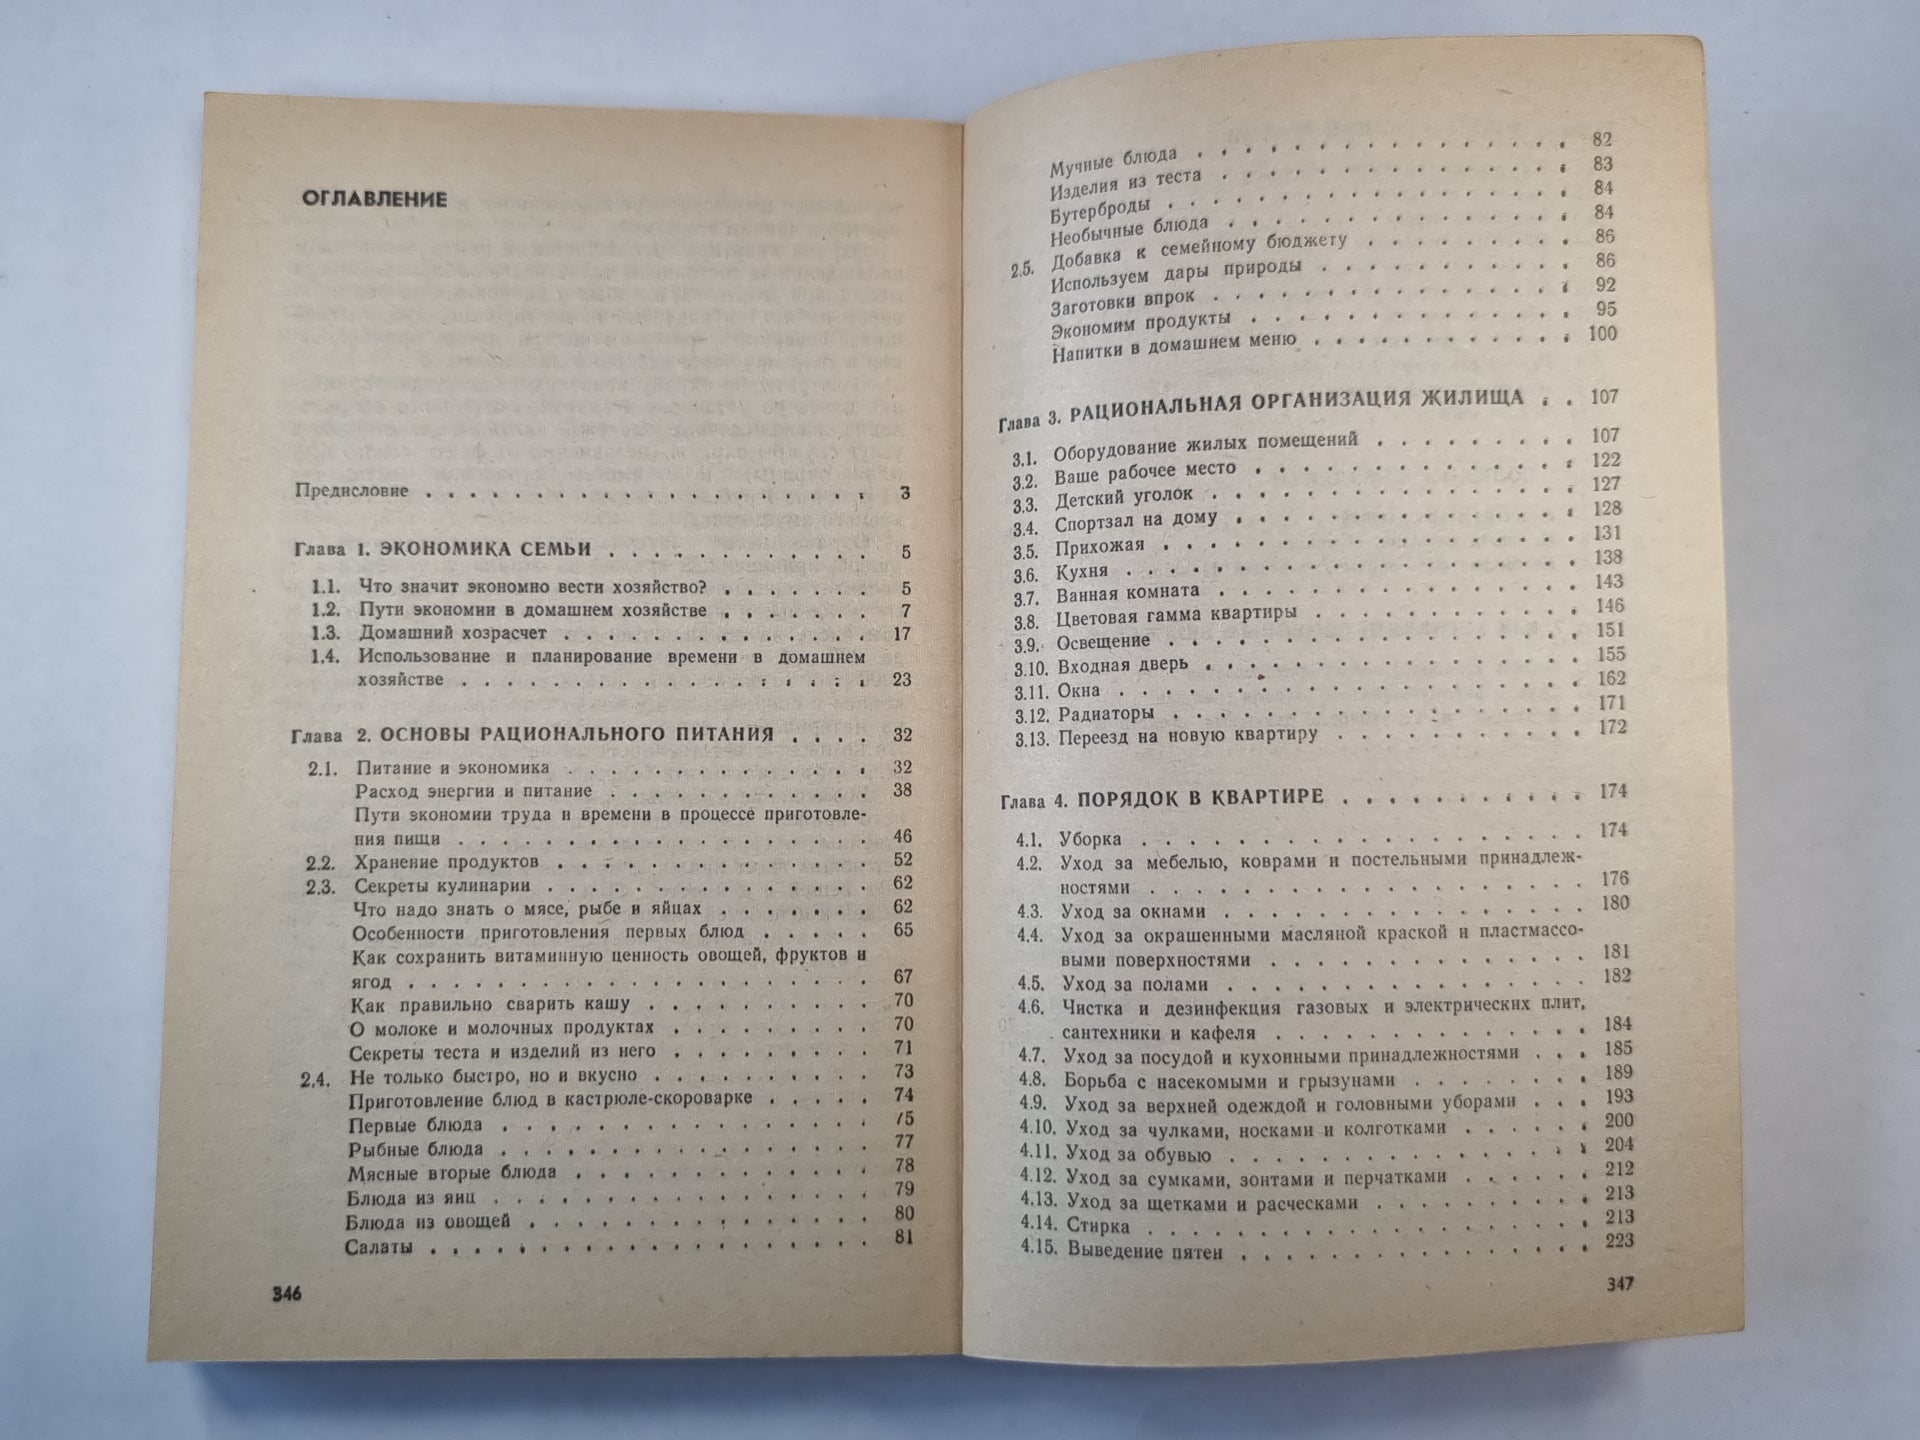 ОГЛАВЛЕНИЕ
Предисловие . . . . . . . . . . . . . . . . . . . 3
Глава 1. ЭКОНОМИКА СЕМЬИ . . . . . . . . . . . . 5
1.1. Что значит экономно вести хозяйство? . . . . . . . 5
1.2. Пути экономии в домашнем хозяйстве . . . . . . . 7
1.3. Домашний хозрасчет . . . . . . . . . . . . . 17
1.4. Использование и планирование времени в домашнем
хозяйстве . . . . . . . . . . . . . . . . . 23
Глава 2. ОСНОВЫ РАЦИОНАЛЬНОГО ПИТАНИЯ . . . . 32
2.1. Питание и экономика . . . . . . . . . . . . . 32
Расход энергии и питание . . . . . . . . . . . . 38
Пути экономии труда и времени в процессе приготовле-
ния пищи . . . . . . . . . . . . . . . . . 46
2.2. Хранение продуктов . . . . . . . . . . . . . 52
2.3. Секреты кулинарии . . . . . . . . . . . . . 62
Что надо знать о мясе, рыбе и яйцах . . . . . . . 62
Особенности приготовления первых блюд . . . . . 65
Как сохранить витаминную ценность овощей, фруктов и
ягод . . . . . . . . . . . . . . . . . . . 67
Как правильно сварить кашу . . . . . . . . . . 70
О молоке и молочных продуктах . . . . . . . . . 70
Секреты теста и изделий из него . . . . . . . . . 71
2.4. Не только быстро, но и вкусно . . . . . . . . . . 73
Приготовление блюд в кастрюле-скороварке . . . . . 74
Первые блюда . . . . . . . . . . . . . . . 75
Рыбные блюда . . . . . . . . . . . . . . . 77
Мясные вторые блюда . . . . . . . . . . . . . 78
Блюда из яиц . . . . . . . . . . . . . . . . 79
Блюда из овощей . . . . . . . . . . . . . . 80
Салаты . . . . . . . . . . . . . . . . . . 81
346
Мучные блюда . . . . . . . . . . . . . . . . 82
Изделия из теста . . . . . . . . . . . . . . . 83
Бутерброды . . . . . . . . . . . . . . . . . 84
Необычные блюда . . . . . . . . . . . . . . 84
2.5. Добавка к семейному бюджету . . . . . . . . . 86
Используем дары природы . . . . . . . . . . . 86
Заготовки впрок . . . . . . . . . . . . . . . 92
Экономим продукты . . . . . . . . . . . . . . 95
Напитки в домашнем меню . . . . . . . . . . . 100
Глава 3. РАЦИОНАЛЬНАЯ ОРГАНИЗАЦИЯ ЖИЛИЩА . . 107
3.1. Оборудование жилых помещений . . . . . . . . . 107
3.2. Ваше рабочее место . . . . . . . . . . . . . . 122
3.3. Детский уголок . . . . . . . . . . . . . . . 127
3.4. Спортзал на дому . . . . . . . . . . . . . . 128
3.5. Прихожая . . . . . . . . . . . . . . . . . 131
3.6. Кухня . . . . . . . . . . . . . . . . . . . 138
3.7. Ванная комната . . . . . . . . . . . . . . . 143
3.8. Цветовая гамма квартиры . . . . . . . . . . . 146
3.9. Освещение . . . . . . . . . . . . . . . . . 151
3.10. Входная дверь . . . . . . . . . . . . . . . . 155
3.11. Окна . . . . . . . . . . . . . . . . . . . 162
3.12. Радиаторы . . . . . . . . . . . . . . . . . 171
3.13. Переезд на новую квартиру . . . . . . . . . . 172
Глава 4. ПОРЯДОК В КВАРТИРЕ . . . . . . . . . . 174
4.1. Уборка . . . . . . . . . . . . . . . . . . 174
4.2. Уход за мебелью, коврами и постельными принадлеж-
ностями . . . . . . . . . . . . . . . . . . 176
4.3. Уход за окнами . . . . . . . . . . . . . . . 180
4.4. Уход за окрашенными масляной краской и пластмассо-
выми поверхностями . . . . . . . . . . . . . 181
4.5. Уход за полами . . . . . . . . . . . . . . . 182
4.6. Чистка и дезинфекция газовых и электрических плит,
сантехники и кафеля . . . . . . . . . . . . . 184
4.7. Уход за посудой и кухонными принадлежностями . . . 185
4.8. Борьба с насекомыми и грызунами . . . . . . . . 189
4.9. Уход за верхней одеждой и головными уборами . . . 193
4.10. Уход за чулками, носками и колготками . . . . . . 200
4.11. Уход за обувью . . . . . . . . . . . . . . . 204
4.12. Уход за сумками, зонтами и перчатками . . . . . . 212
4.13. Уход за щетками и расческами . . . . . . . . . 213
4.14. Стирка . . . . . . . . . . . . . . . . . . 213
4.15. Выведение пятен . . . . . . . . . . . . . . . 223
347